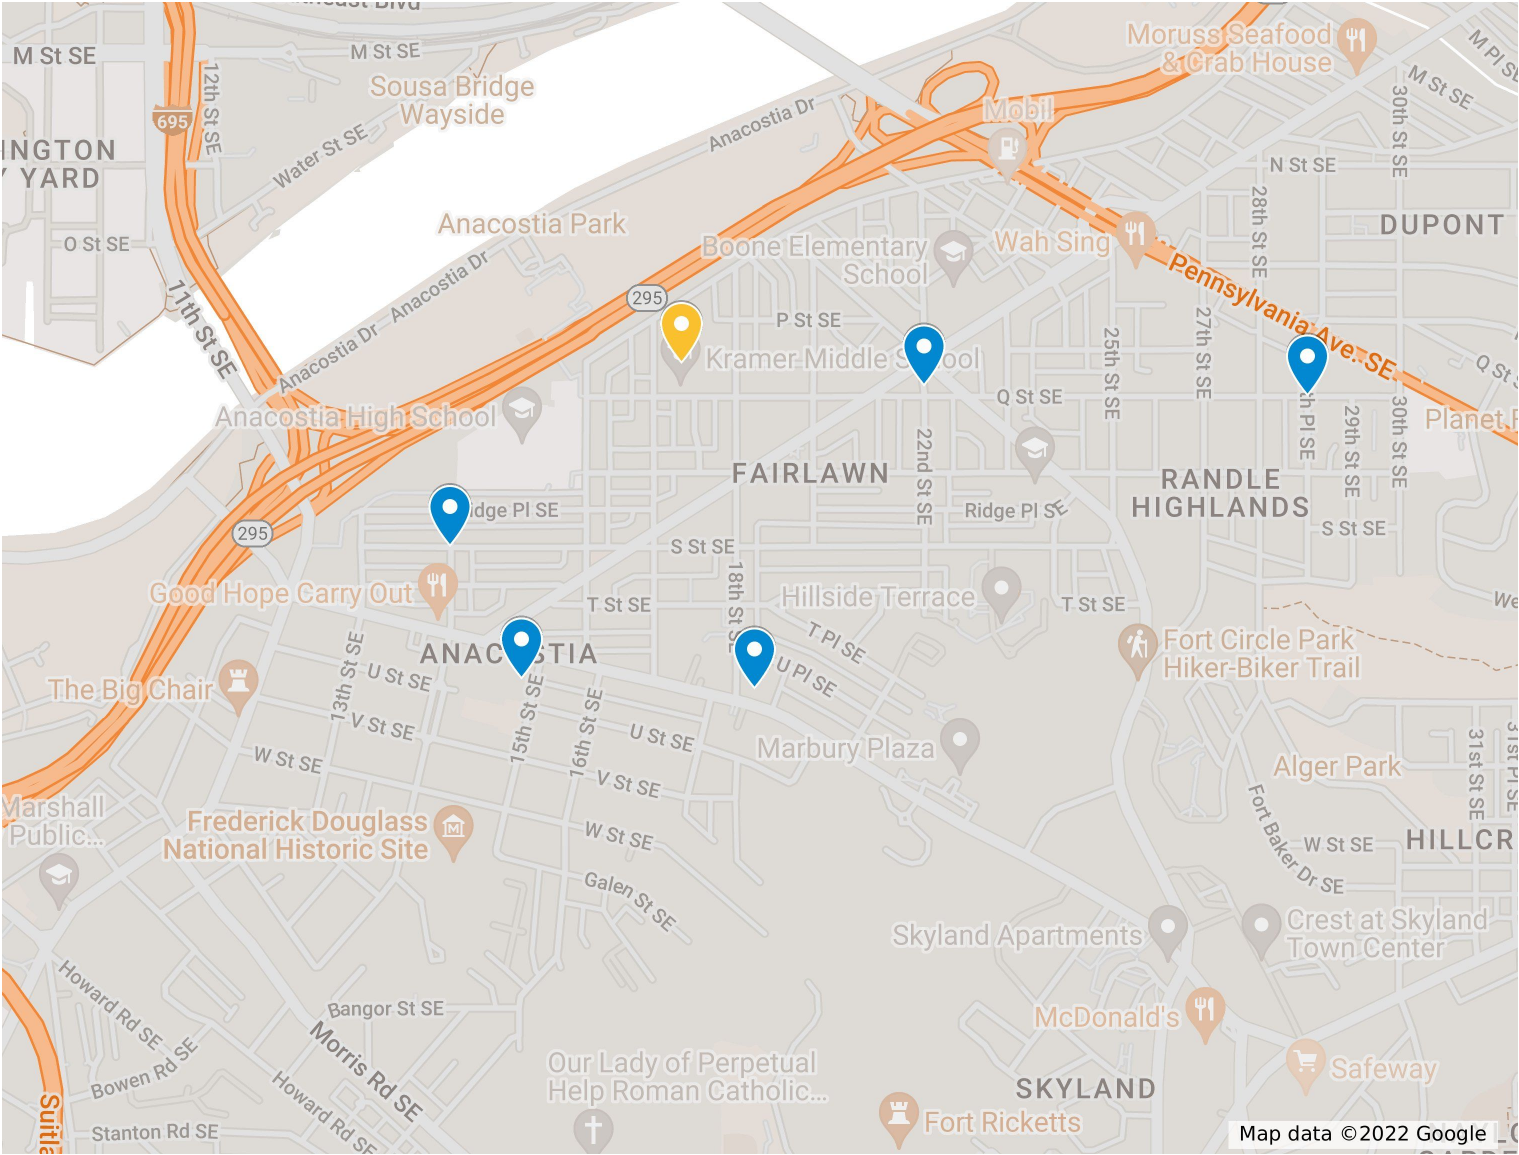 theast Blvd
M St SE
M St SE
Moruss Seafood
& Crab House
M Pl SE
M St SE
Sousa Bridge
Wayside
12th St SE
695
Water St SE
Anacostia Dr
Mobil
30th St SE
INGTON
Y YARD
N St SE
28th St SE
DUPONT
O St SE
Anacostia Park
Boone Elementary
School
Wah Sing
Pennsylvania Ave. SE
11th St SE
Anacostia Dr
Anacostia Dr
295
P St SE
Kramer Middle School
25th St SE
27th St SE
Q St SE
Q St S
Anacostia High School
h Pl SE
29th St SE
30th St SE
Planet F
FAIRLAWN
22nd St SE
RANDLE
HIGHLANDS
idge Pl SE
Ridge Pl SE
295
S St SE
S St SE
Good Hope Carry Out
18th St SE
T St SE
Hillside Terrace
T St SE
We
ANACOSTIA
T Pl SE
U Pl SE
Fort Circle Park
Hiker-Biker Trail
The Big Chair
13th St SE
U St SE
15th St SE
16th St SE
V St SE
U St SE
Marbury Plaza
W St SE
V St SE
Alger Park
31st St SE
31st Pl SE
Marshall
Public...
Frederick Douglass
National Historic Site
W St SE
Fort Baker Dr SE
W St SE
HILLCR
Galen St SE
Skyland Apartments
Crest at Skyland
Town Center
Howard Rd SE
Bangor St SE
Morris Rd SE
McDonald's
Bowen Rd SE
Our Lady of Perpetual
Help Roman Catholic...
SKYLAND
Safeway
Howard Rd SE
Suitla
Stanton Rd SE
Fort Ricketts
Map data ©2022 Google